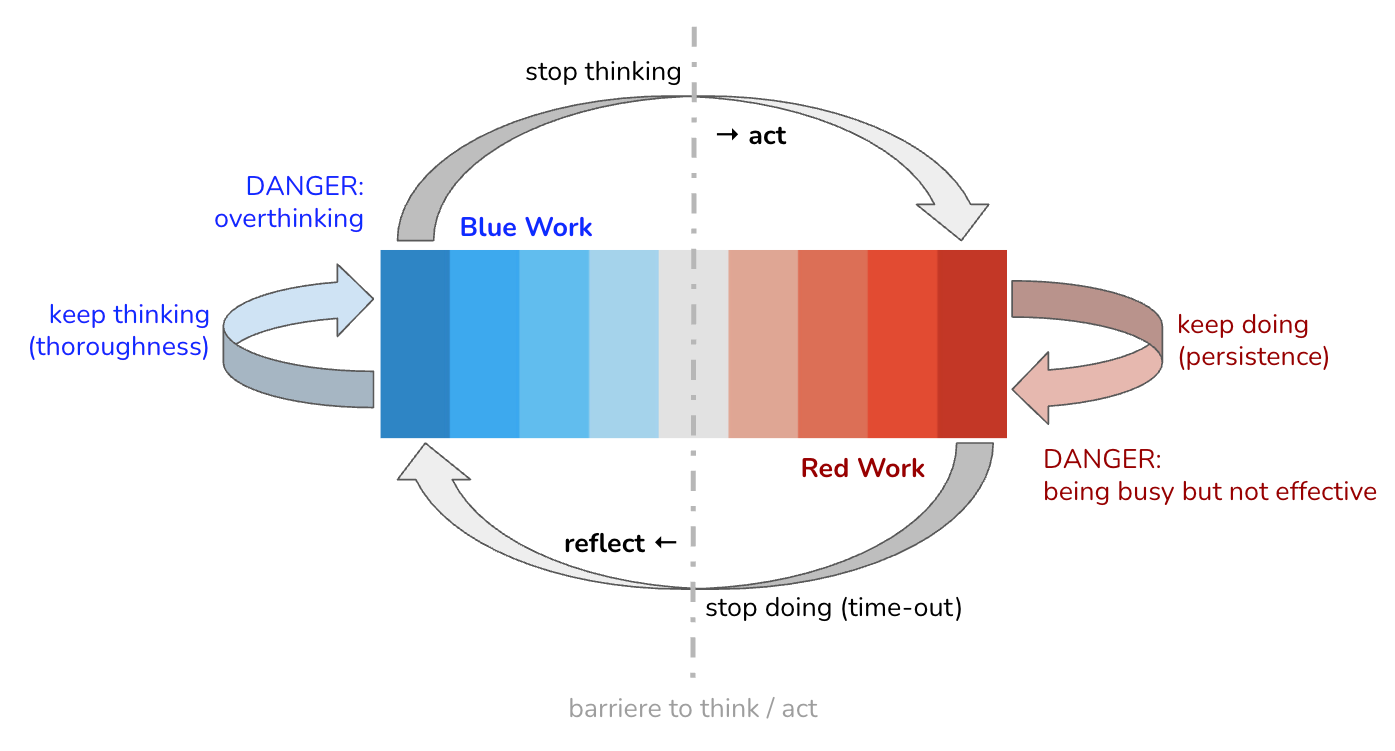 stop thinking
→ act
DANGER:
overthinking
Blue Work
keep thinking
(thoroughness)
keep doing
(persistence)
Red Work
DANGER:
being busy but not effective
reflect ←
stop doing (time-out)
barriere to think / act